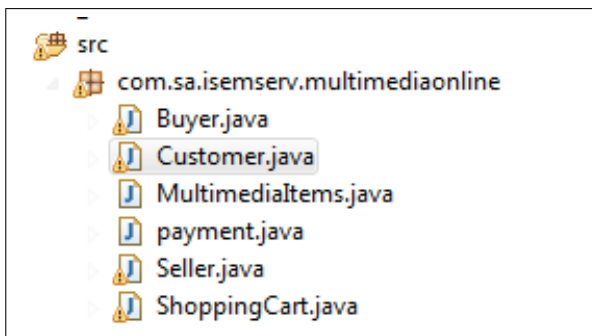 src
com.sa.isemserv.multimediaonline
Buyer.java
Customer.java
MultimediaItems.java
payment.java
Seller.java
ShoppingCart.java